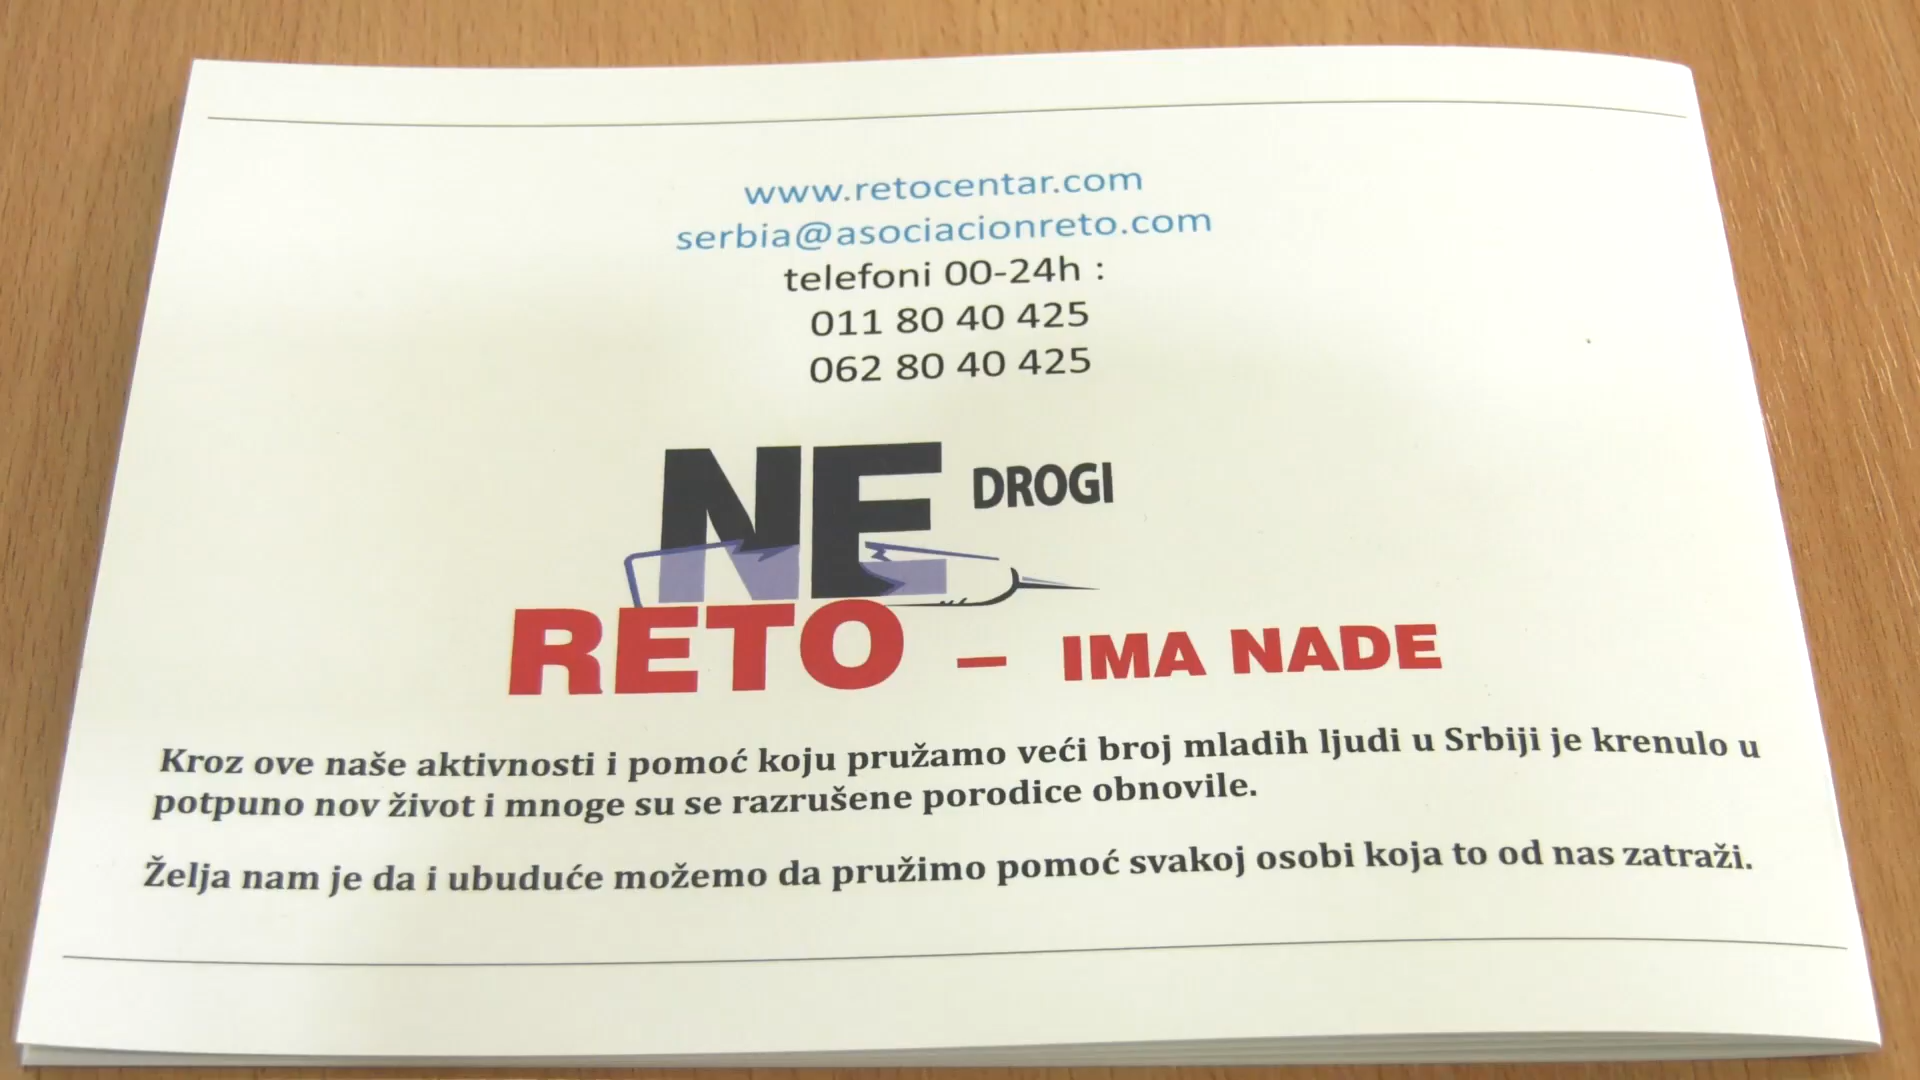 www.retocentar.com
serbia@asociacionreto.com
telefoni 00-24h :
011 80 40 425
062 80 40 425
NE DROGI
RETO – IMA NADE
Kroz ove naše aktivnosti i pomoć koju pružamo veći broj mladih ljudi u Srbiji je krenulo u
potpuno nov život i mnoge su se razrušene porodice obnovile.
Želja nam je da i ubuduće možemo da pružimo pomoć svakoj osobi koja to od nas zatraži.